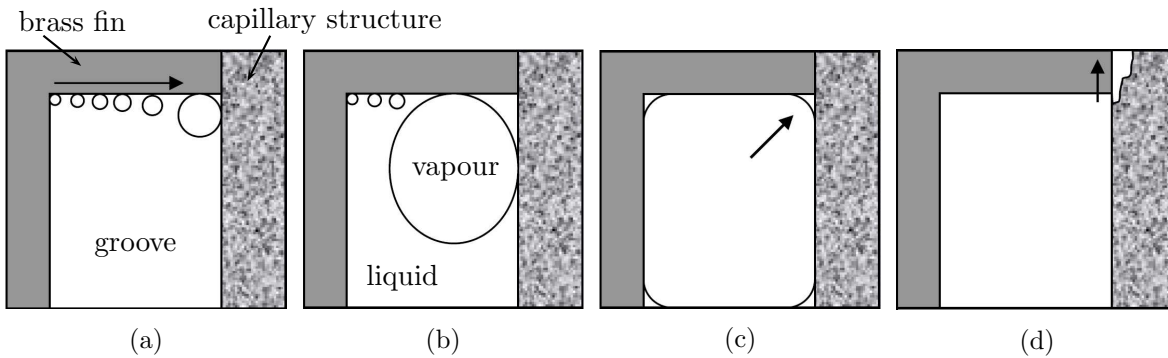 brass fin
capillary structure
groove
vapour
liquid
(a)
(b)
(c)
(d)